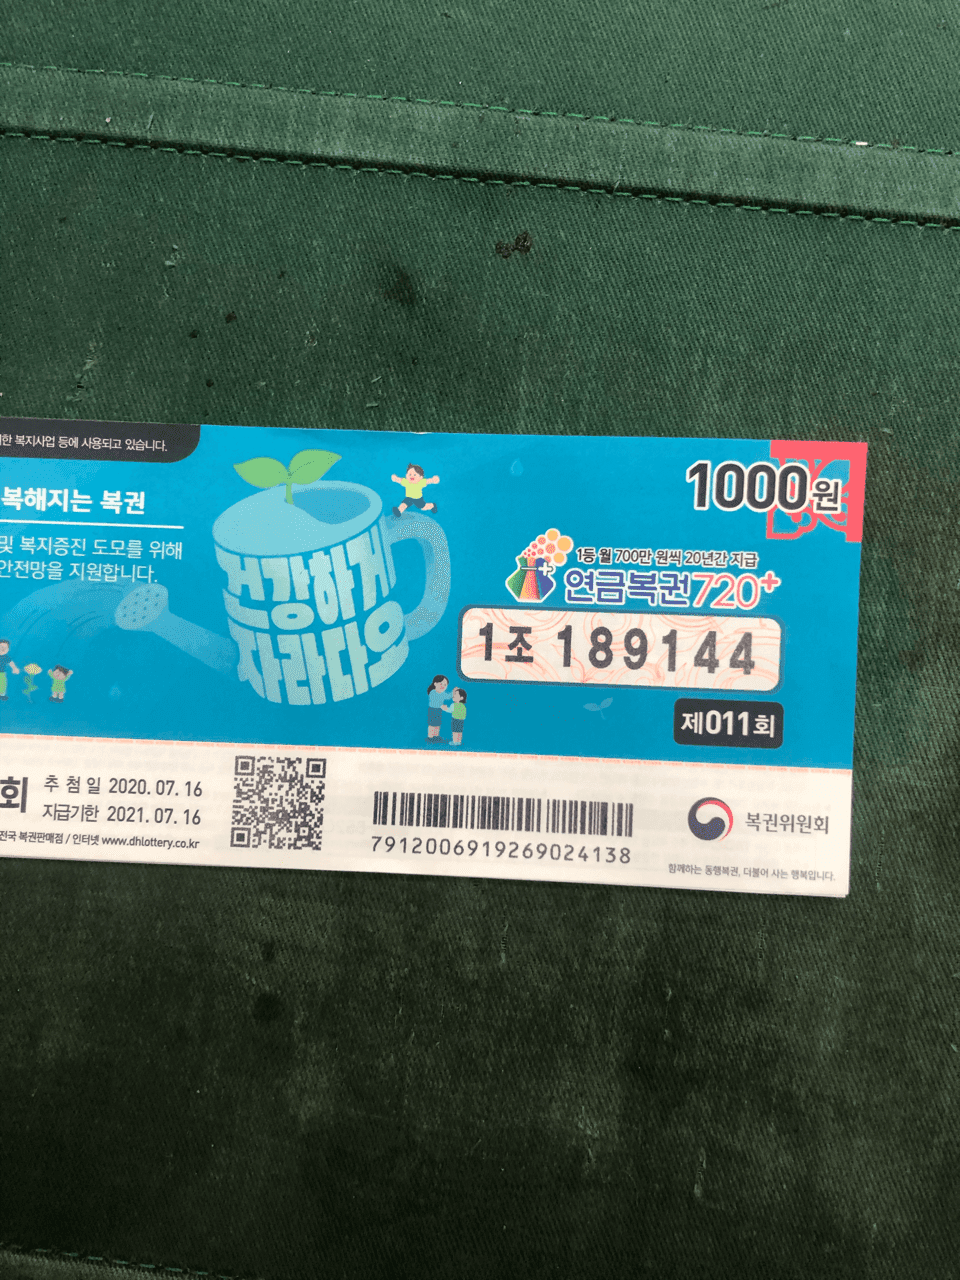 한 복지사업 등에 사용되고 있습니다.
복해지는 복권
및 복지증진 도모를 위해
안전망을 지원합니다.
건강하게
자라다오
1000원
1등 월 700만 원씩 20년간 지급
연금복권720+
1조 189144
제011회
회
추첨일 2020. 07. 16
지급기한 2021. 07. 16
전국 복권판매점 / 인터넷 www.dhlottery.co.kr
7912006919269024138
복권위원회
함께하는 동행복권, 더불어 사는 행복입니다.